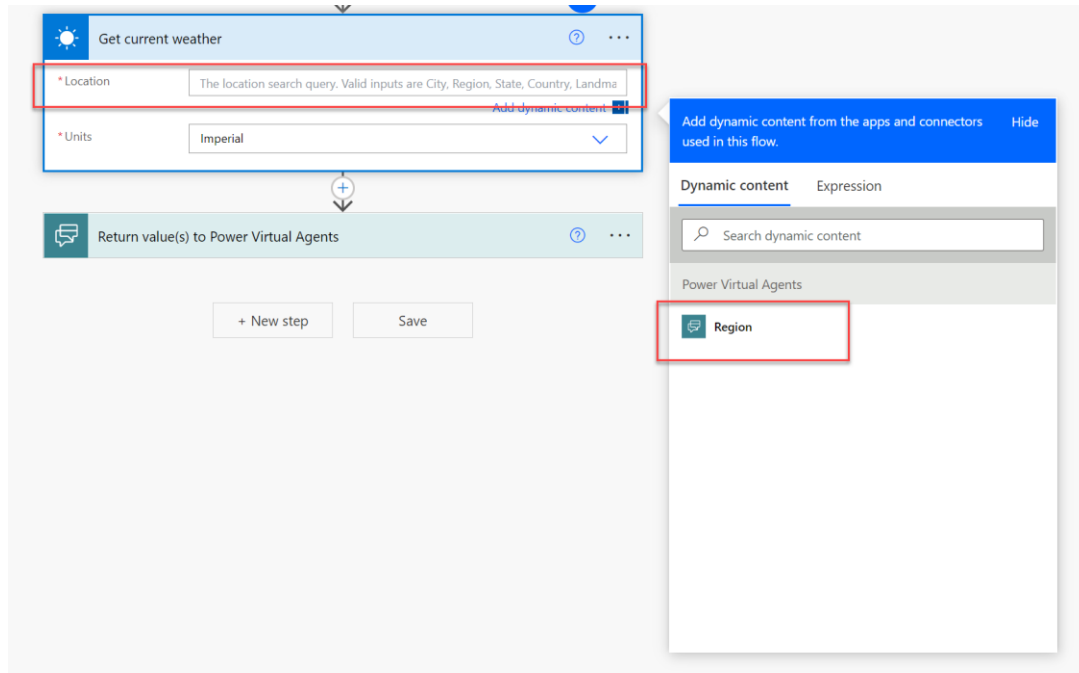 Get current weather
* Location
The location search query. Valid inputs are City, Region, State, Country, Landma
Add dynamic content
* Units
Imperial
Return value(s) to Power Virtual Agents
+ New step
Save
Add dynamic content from the apps and connectors
used in this flow.
Hide
Dynamic content
Expression
Search dynamic content
Power Virtual Agents
Region